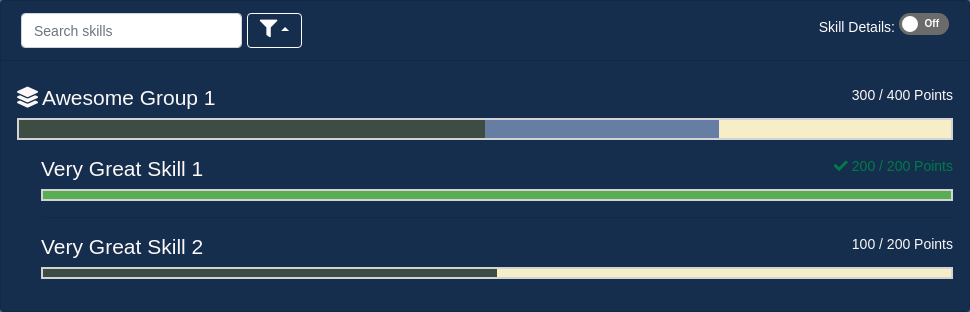 Search skills
Skill Details: Off
Awesome Group 1
300 / 400 Points
Very Great Skill 1
200 / 200 Points
Very Great Skill 2
100 / 200 Points